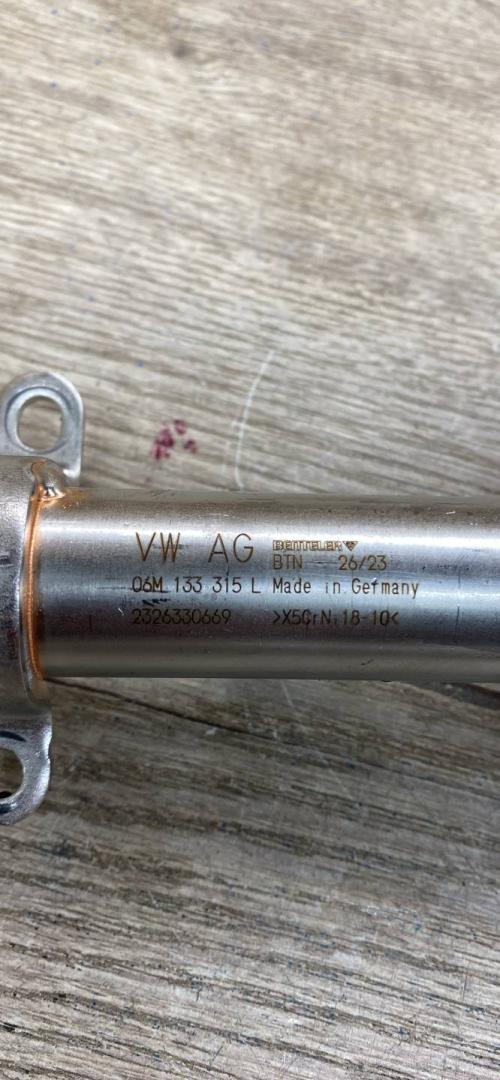 VW AG BENTELER
BTN 26/23
06M 133 315 L Made in Germany
2326330669 >X5CrNi18-10<